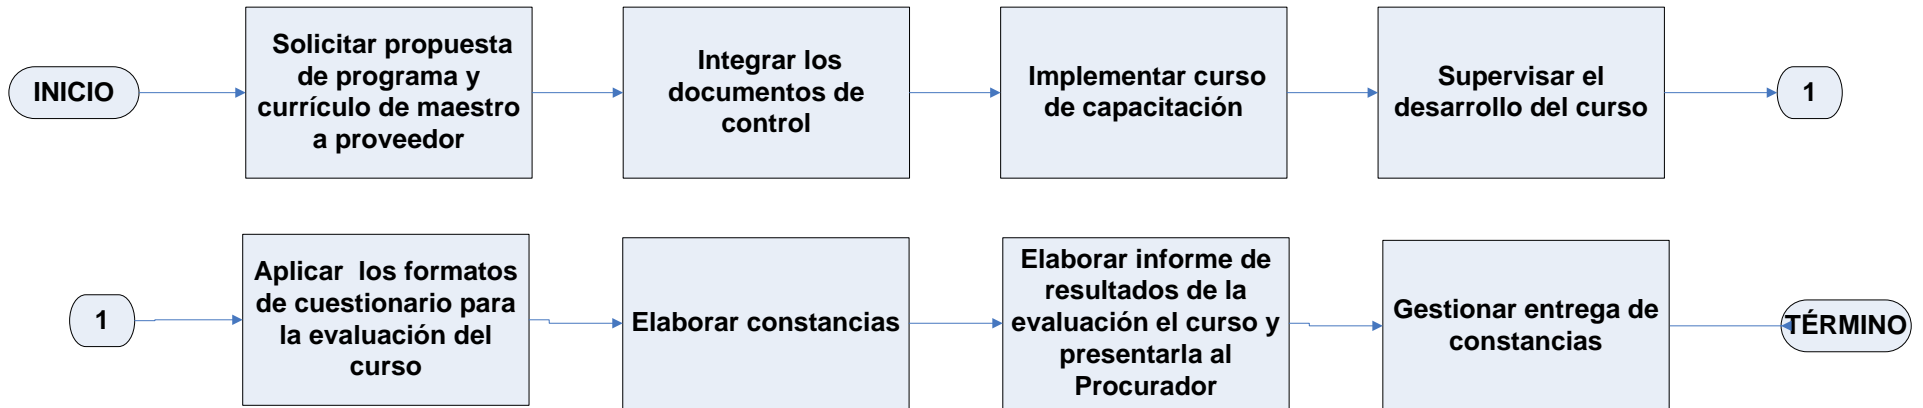 INICIO
Solicitar propuesta
de programa y
currículo de maestro
a proveedor
Integrar los
documentos de
control
Implementar curso
de capacitación
Supervisar el
desarrollo del curso
1
1
Aplicar los formatos
de cuestionario para
la evaluación del
curso
Elaborar constancias
Elaborar informe de
resultados de la
evaluación el curso y
presentarla al
Procurador
Gestionar entrega de
constancias
TÉRMINO